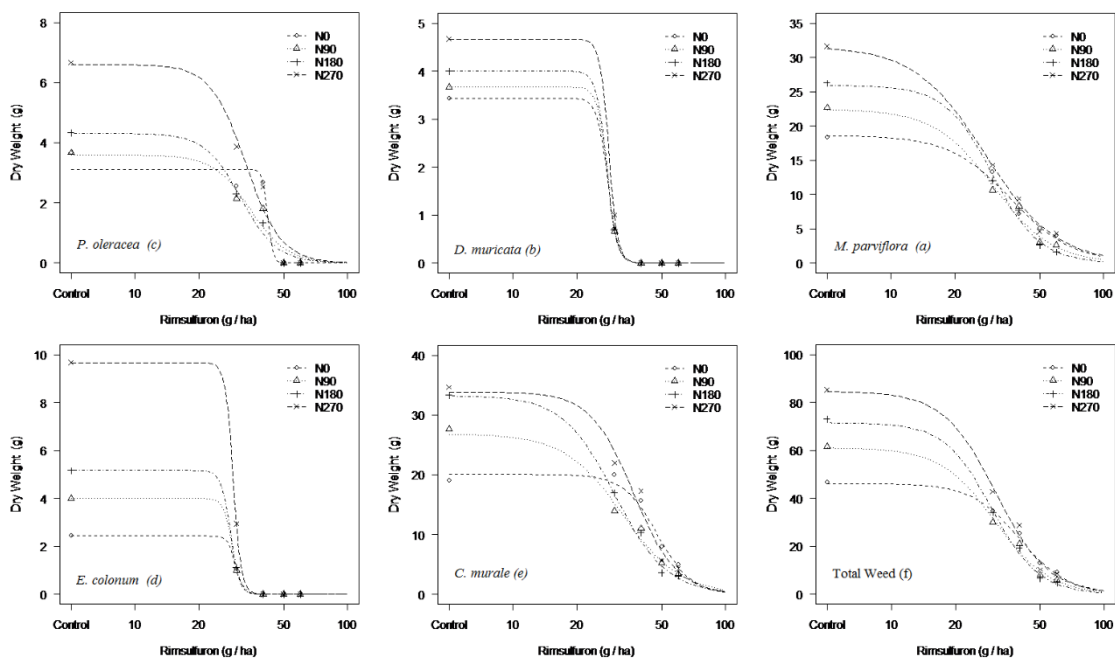 Dry Weight (g)
8
6
4
2
0
N0
N90
N180
N270
P. oleracea (c)
Control 10 20 50 100
Rimsulfuron (g / ha)
Dry Weight (g)
5
4
3
2
1
0
N0
N90
N180
N270
D. muricata (b)
Control 10 20 50 100
Rimsulfuron (g / ha)
Dry Weight (g)
35
30
25
20
15
10
5
0
N0
N90
N180
N270
M. parviflora (a)
Control 10 20 50 100
Rimsulfuron (g / ha)
Dry Weight (g)
10
8
6
4
2
0
N0
N90
N180
N270
E. colonum (d)
Control 10 20 50 100
Rimsulfuron (g / ha)
Dry Weight (g)
40
30
20
10
0
N0
N90
N180
N270
C. murale (e)
Control 10 20 50 100
Rimsulfuron (g / ha)
Dry Weight (g)
100
80
60
40
20
0
N0
N90
N180
N270
Total Weed (f)
Control 10 20 50 100
Rimsulfuron (g / ha)